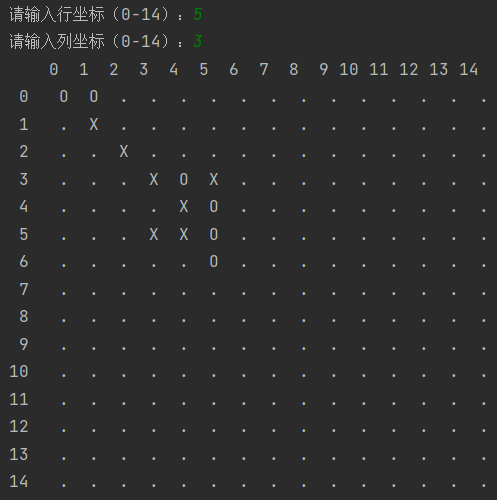 请输入行坐标（0-14）：5
请输入列坐标（0-14）：3
0 1 2 3 4 5 6 7 8 9 10 11 12 13 14
0 O O . . . . . . . . . . . . .
1 . X . . . . . . . . . . . . .
2 . . X . . . . . . . . . . . .
3 . . . X O X . . . . . . . . .
4 . . . . X O . . . . . . . . .
5 . . . X X O . . . . . . . . .
6 . . . . . O . . . . . . . . .
7 . . . . . . . . . . . . . . .
8 . . . . . . . . . . . . . . .
9 . . . . . . . . . . . . . . .
10 . . . . . . . . . . . . . . .
11 . . . . . . . . . . . . . . .
12 . . . . . . . . . . . . . . .
13 . . . . . . . . . . . . . . .
14 . . . . . . . . . . . . . . .